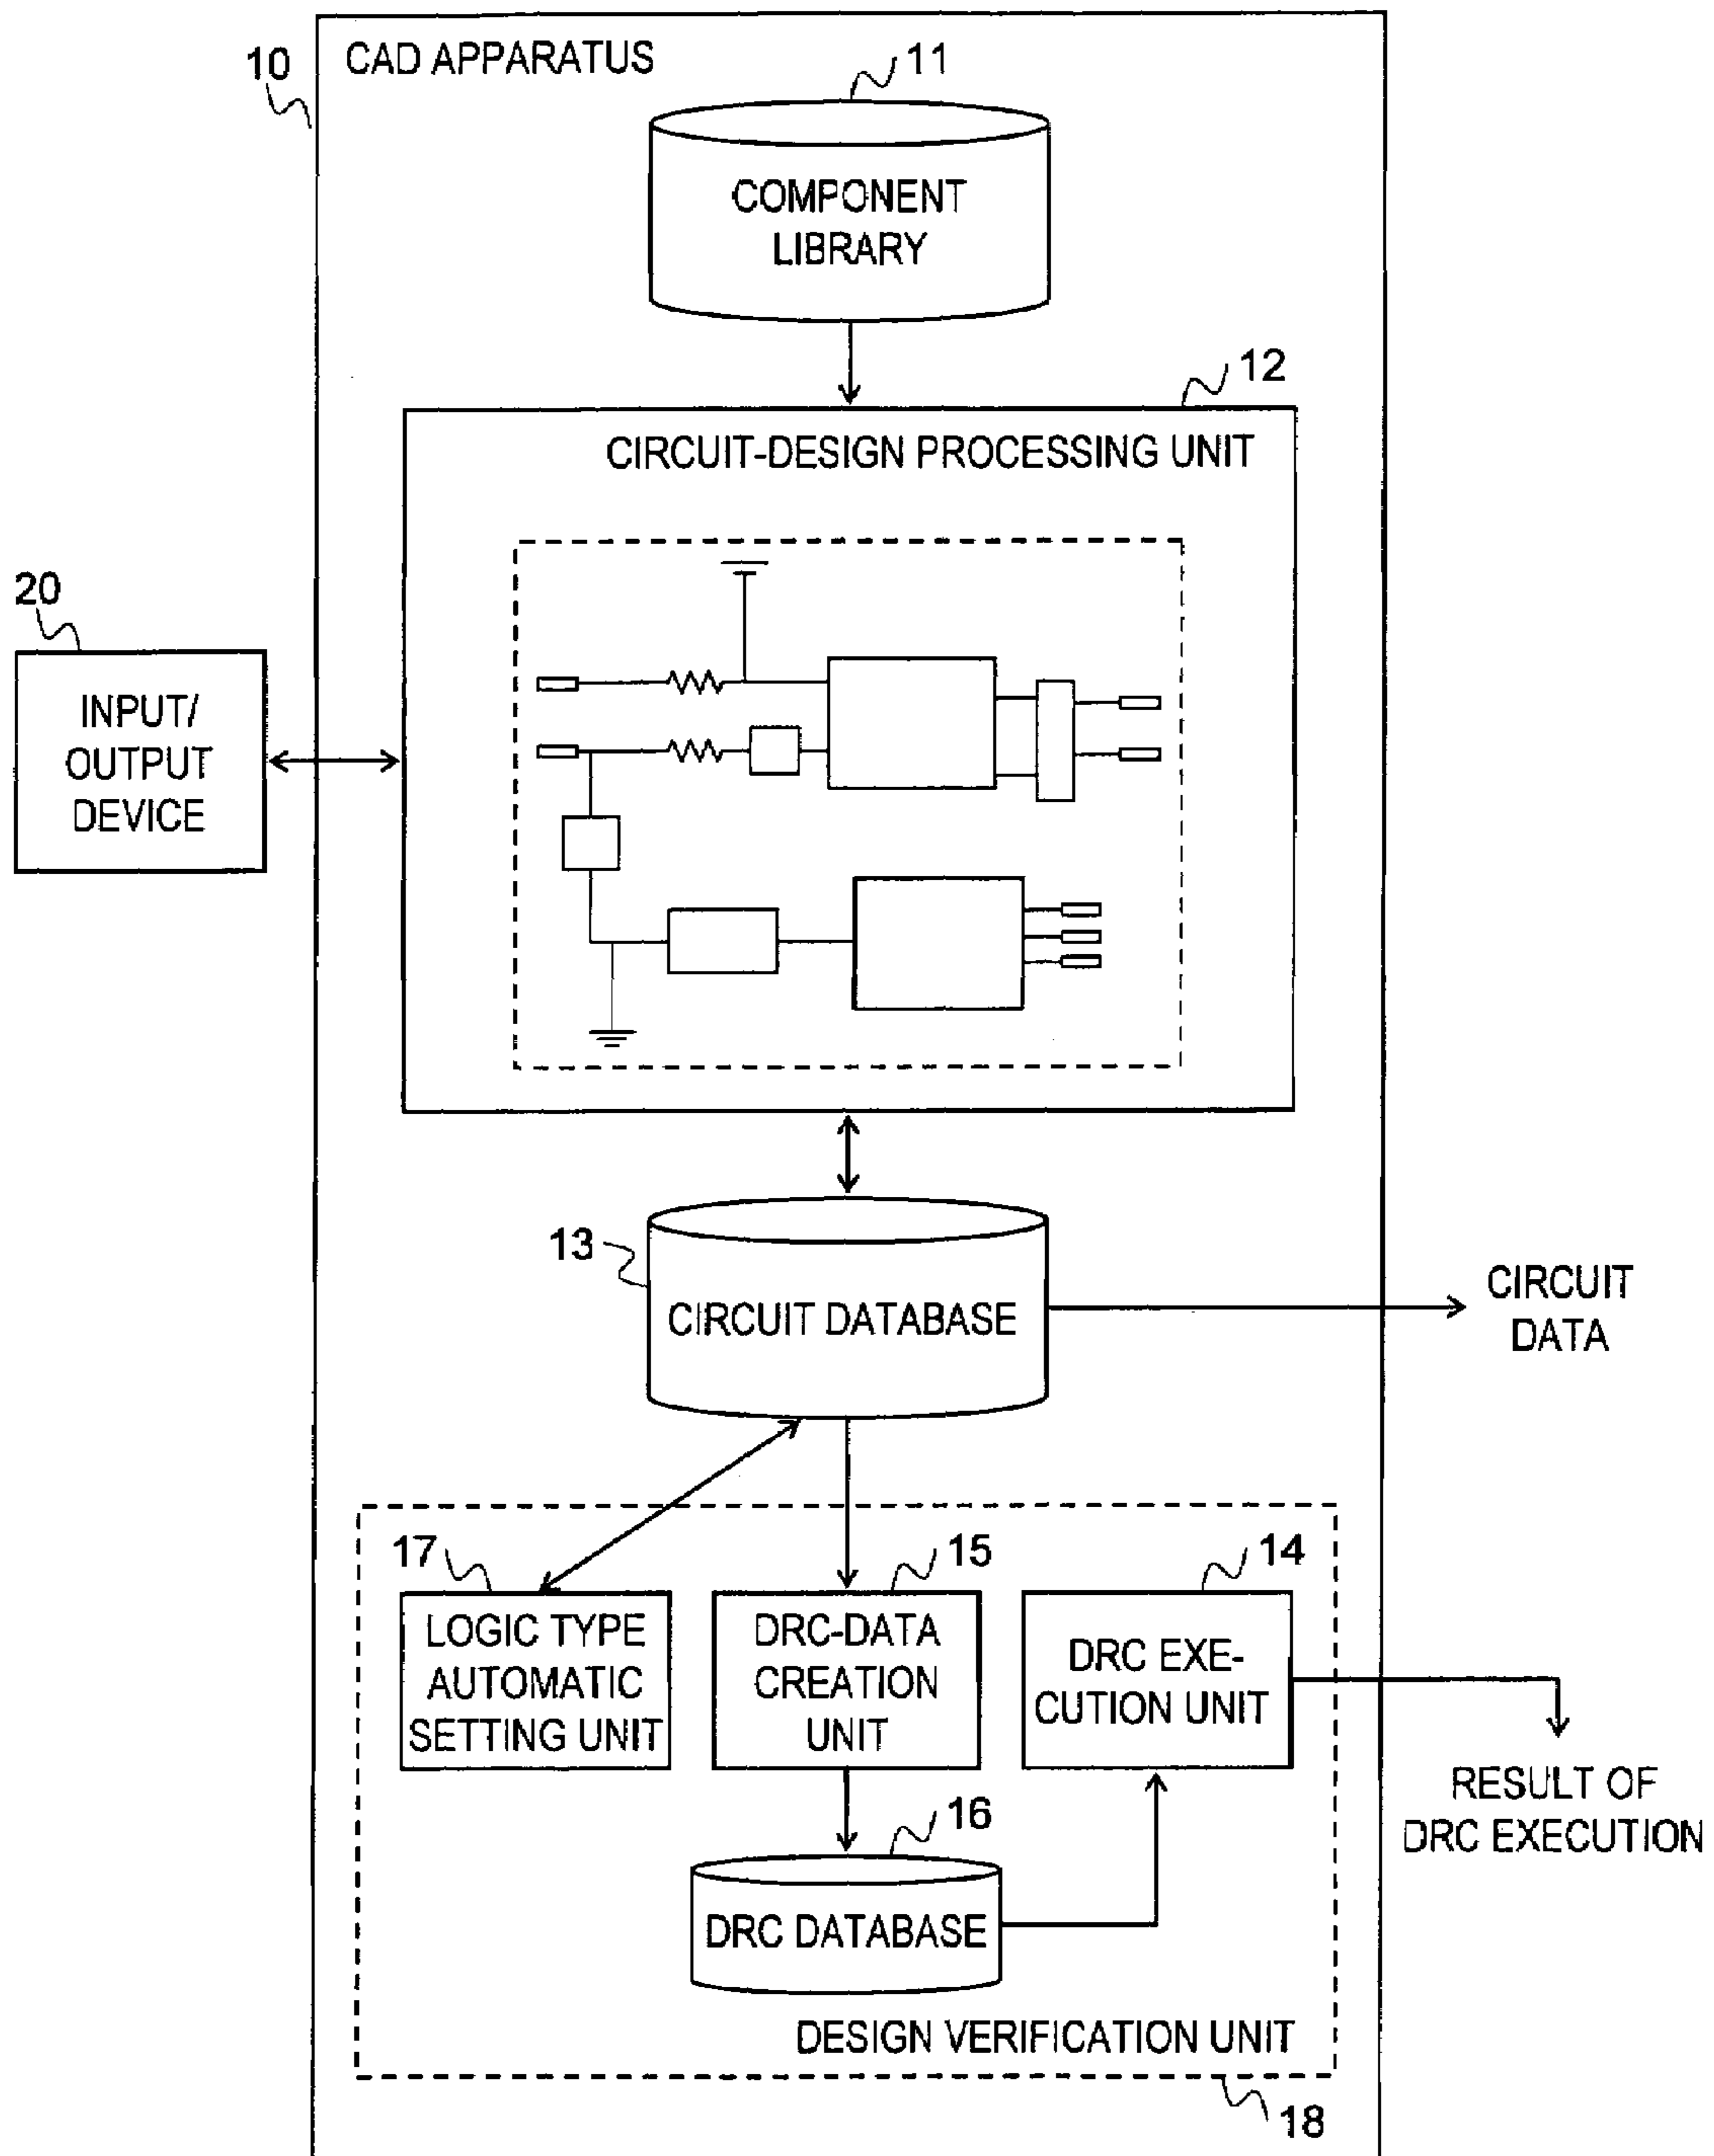 10
CAD APPARATUS
11
COMPONENT
LIBRARY
12
CIRCUIT-DESIGN PROCESSING UNIT
20
INPUT/
OUTPUT
DEVICE
13
CIRCUIT DATABASE
CIRCUIT
DATA
17
LOGIC TYPE
AUTOMATIC
SETTING UNIT
15
DRC-DATA
CREATION
UNIT
14
DRC EXE-
CUTION UNIT
RESULT OF
DRC EXECUTION
16
DRC DATABASE
DESIGN VERIFICATION UNIT
18